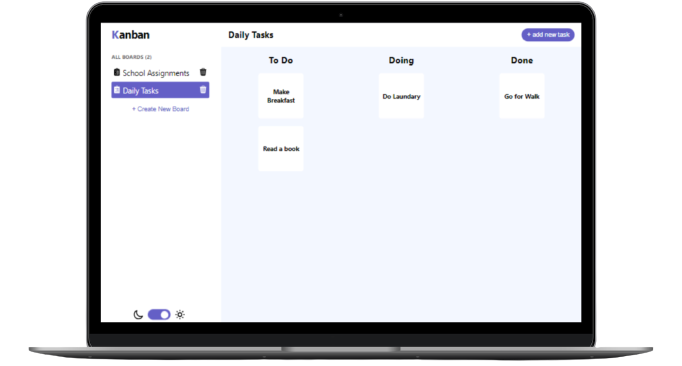 Kanban
Daily Tasks
+ add new task
ALL BOARDS (2)
School Assignments
Daily Tasks
+ Create New Board
To Do
Doing
Done
Make
Breakfast
Do Laundary
Go for Walk
Read a book